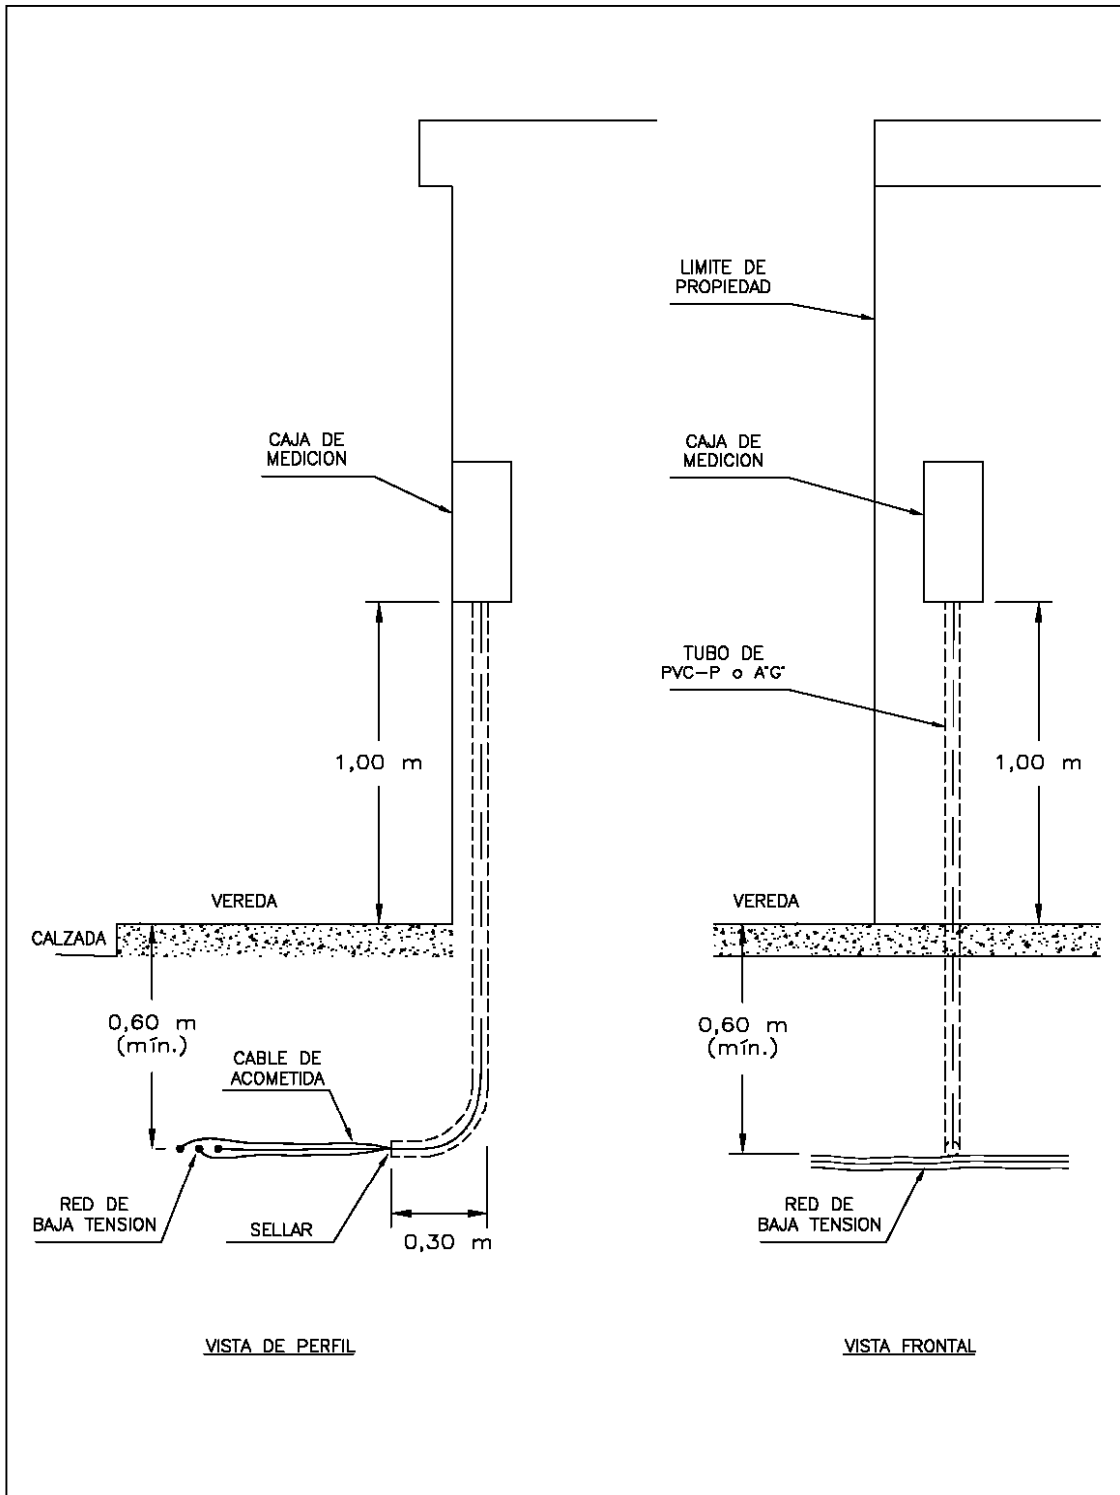 LIMITE DE
PROPIEDAD
CAJA DE
MEDICION
CAJA DE
MEDICION
TUBO DE
PVC-P o A°G°
1,00 m
1,00 m
VEREDA
VEREDA
CALZADA
0,60 m
(mín.)
0,60 m
(mín.)
CABLE DE
ACOMETIDA
RED DE
BAJA TENSION
SELLAR
0,30 m
RED DE
BAJA TENSION
VISTA DE PERFIL
VISTA FRONTAL